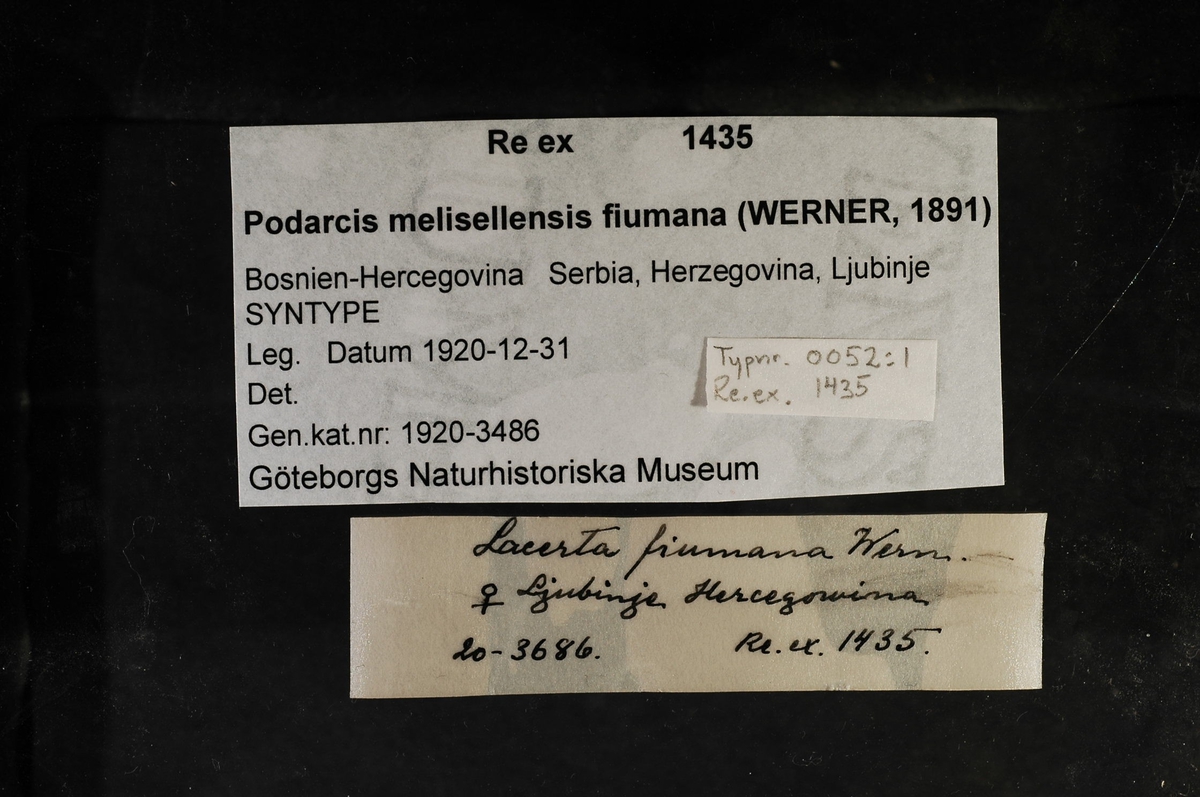 Re ex 1435
Podarcis melisellensis fiumana (WERNER, 1891)
Bosnien-Hercegovina Serbia, Herzegovina, Ljubinje
SYNTYPE
Leg. Datum 1920-12-31
Det.
Gen.kat.nr: 1920-3486
Göteborgs Naturhistoriska Museum
Typnr. 0052:1
Re.ex. 1435
Lacerta fiumana Wern.
♀ Ljubinje Hercegowina
20-3686. Re.ex. 1435.